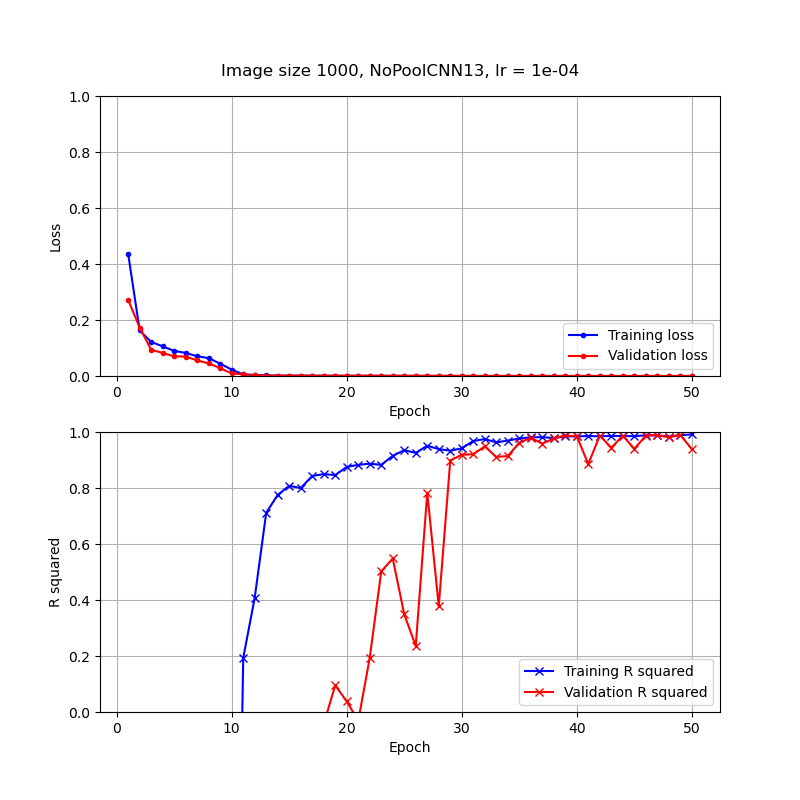 Image size 1000, NoPoolCNN13, lr = 1e-04
1.0
0.8
0.6
0.4
0.2
0.0
Loss
Training loss
Validation loss
0 10 20 30 40 50
Epoch
1.0
0.8
0.6
0.4
0.2
0.0
R squared
Training R squared
Validation R squared
0 10 20 30 40 50
Epoch